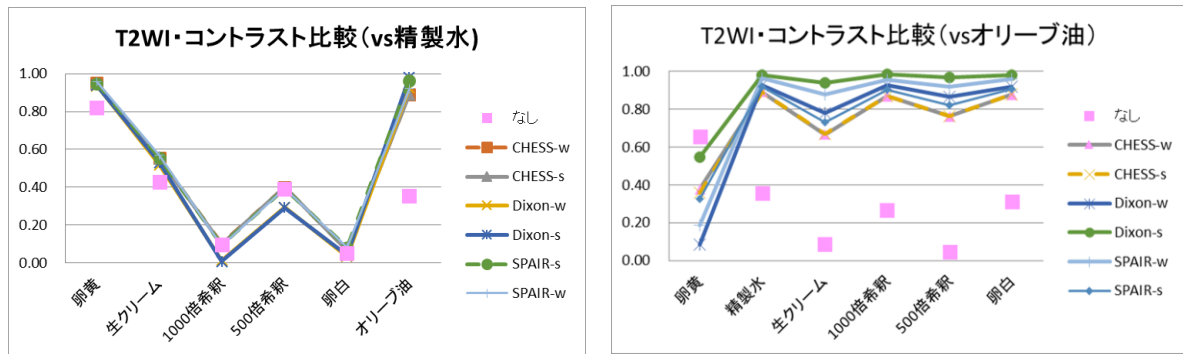 T2WI・コントラスト比較（vs精製水)
1.00
0.80
0.60
0.40
0.20
0.00
卵黄
生クリーム
1000倍希釈
500倍希釈
卵白
オリーブ油
なし
CHESS-w
CHESS-s
Dixon-w
Dixon-s
SPAIR-s
SPAIR-w
T2WI・コントラスト比較（vsオリーブ油）
1.00
0.80
0.60
0.40
0.20
0.00
卵黄
精製水
生クリーム
1000倍希釈
500倍希釈
卵白
なし
CHESS-w
CHESS-s
Dixon-w
Dixon-s
SPAIR-w
SPAIR-s